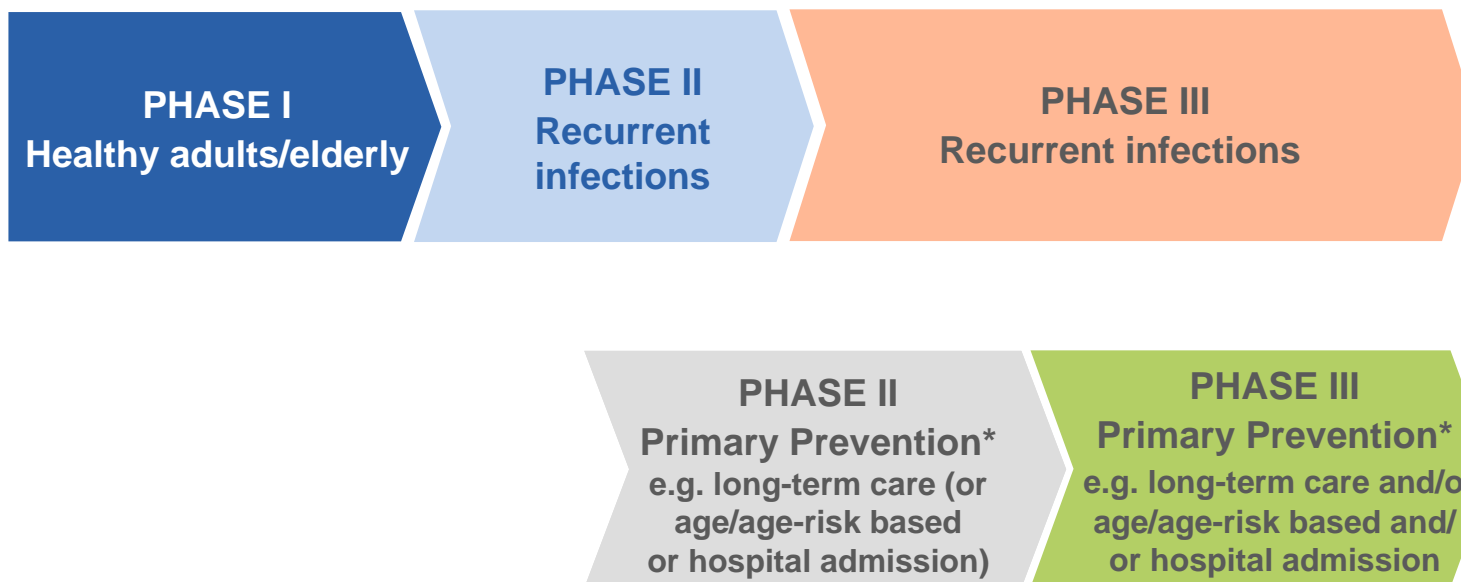 PHASE I
Healthy adults/elderly
PHASE II
Recurrent
infections
PHASE III
Recurrent infections
PHASE II
Primary Prevention*
e.g. long-term care (or
age/age-risk based
or hospital admission)
PHASE III
Primary Prevention*
e.g. long-term care and/o
age/age-risk based and/
or hospital admission